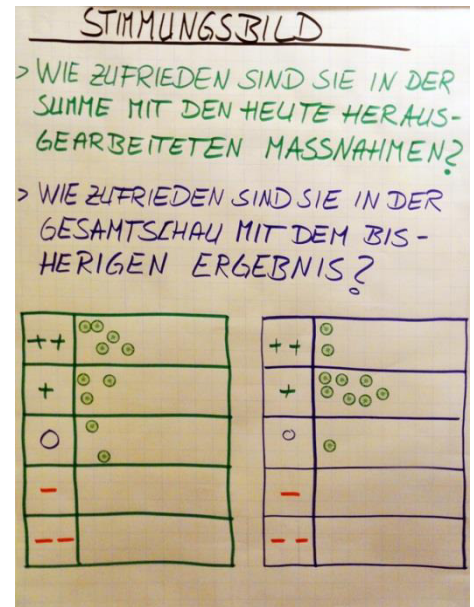 STIMMUNGSBILD
> WIE ZUFRIEDEN SIND SIE IN DER
SUMME MIT DEN HEUTE HERAUS-
GEARBEITETEN MASSNAHMEN?
> WIE ZUFRIEDEN SIND SIE IN DER
GESAMTSCHAU MIT DEM BIS-
HERIGEN ERGEBNIS?
++
+
O
-
--
++
+
O
-
--